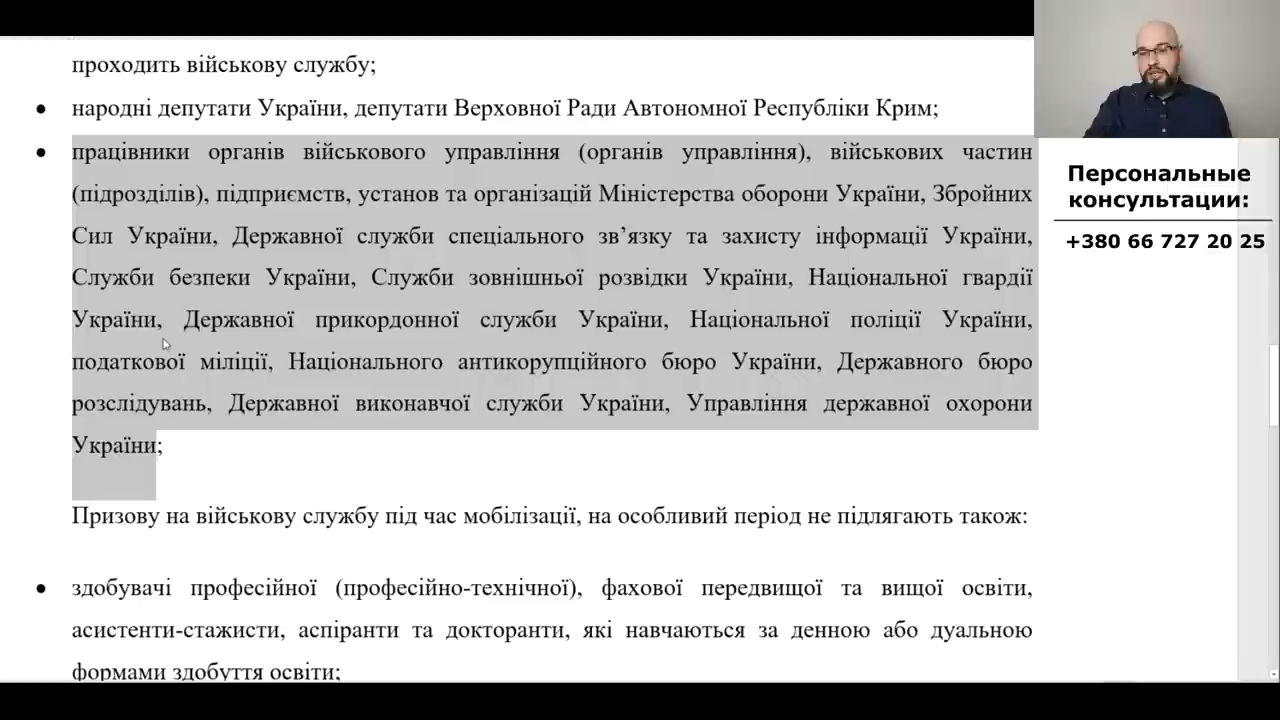 проходить військову службу;
• народні депутати України, депутати Верховної Ради Автономної Республіки Крим;
• працівники органів військового управління (органів управління), військових частин
(підрозділів), підприємств, установ та організацій Міністерства оборони України, Збройних
Сил України, Державної служби спеціального зв’язку та захисту інформації України,
Служби безпеки України, Служби зовнішньої розвідки України, Національної гвардії
України, Державної прикордонної служби України, Національної поліції України,
податкової міліції, Національного антикорупційного бюро України, Державного бюро
розслідувань, Державної виконавчої служби України, Управління державної охорони
України;
Призову на військову службу під час мобілізації, на особливий період не підлягають також:
• здобувачі професійної (професійно-технічної), фахової передвищої та вищої освіти,
асистенти-стажисти, аспіранти та докторанти, які навчаються за денною або дуальною
формами здобуття освіти;
Персональные
консультации:
+380 66 727 20 25